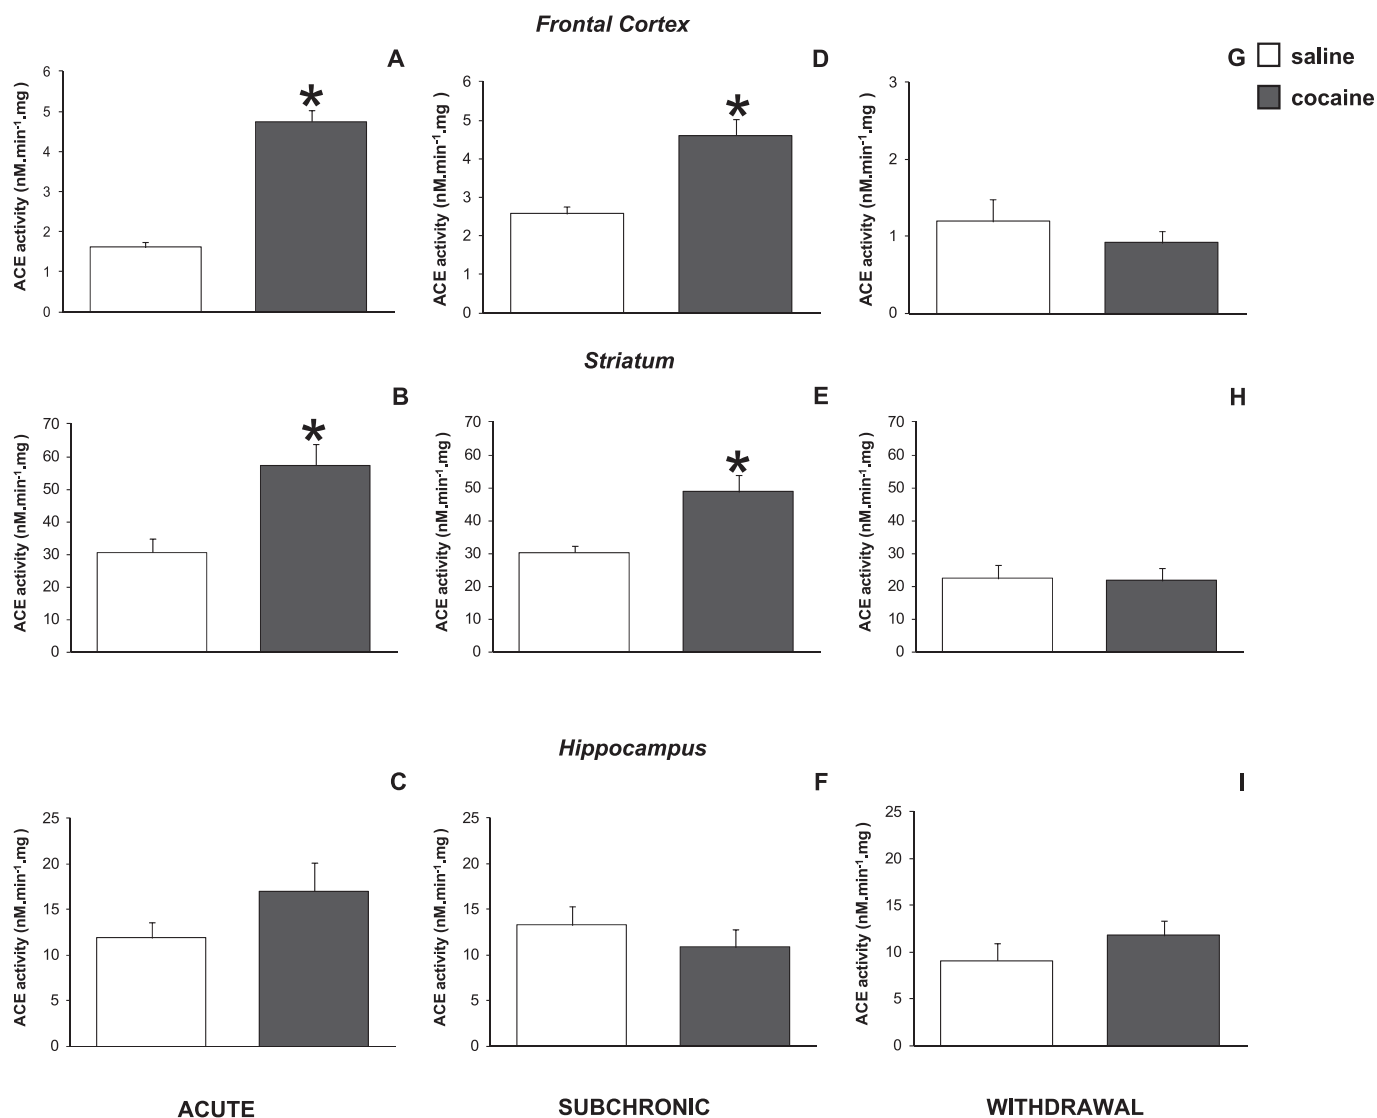 Frontal Cortex
A
D
G
saline
cocaine
ACE activity (nM.min⁻¹.mg)
6
5
4
3
2
1
0
*
ACE activity (nM.min⁻¹.mg )
6
5
4
3
2
1
0
*
ACE activity (nM.min⁻¹.mg )
3
2
1
0
Striatum
B
E
H
ACE activity (nM.min⁻¹.mg)
70
60
50
40
30
20
10
0
*
ACE activity (nM.min⁻¹.mg)
70
60
50
40
30
20
10
0
*
ACE activity (nM.min⁻¹.mg)
70
60
50
40
30
20
10
0
Hippocampus
C
F
I
ACE activity (nM.min⁻¹.mg)
25
20
15
10
5
0
ACE activity (nM.min⁻¹.mg)
25
20
15
10
5
0
ACE activity (nM.min⁻¹.mg)
25
20
15
10
5
0
ACUTE
SUBCHRONIC
WITHDRAWAL